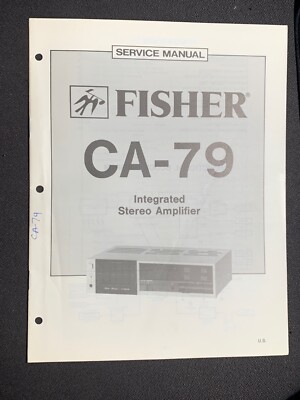 SERVICE MANUAL
FISHER®
CA-79
Integrated
Stereo Amplifier
CA-79